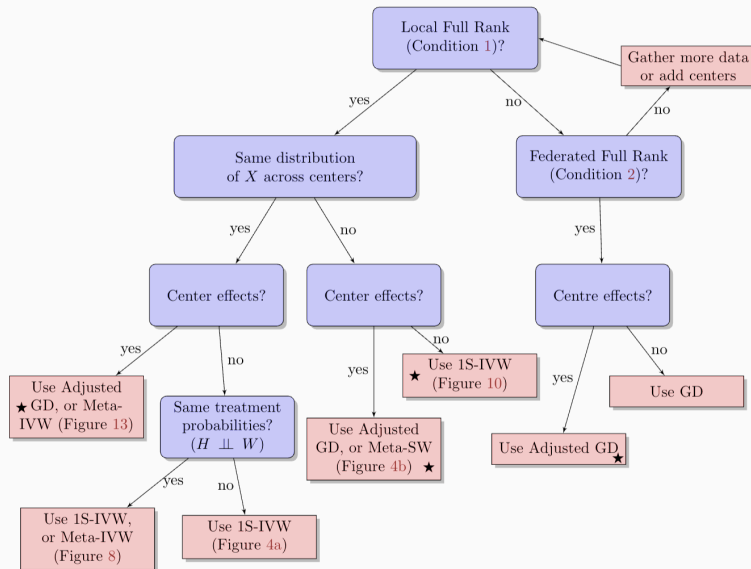 Local Full Rank
(Condition 1)?
Gather more data
or add centers
yes
no
no
Same distribution
of X across centers?
Federated Full Rank
(Condition 2)?
yes
no
yes
Center effects?
Center effects?
Centre effects?
yes
no
yes
no
yes
no
Use Adjusted
★ GD, or Meta-
IVW (Figure 13)
Same treatment
probabilities?
(H ⊥⊥ W)
★ Use 1S-IVW
(Figure 10)
Use GD
Use Adjusted
GD, or Meta-SW
(Figure 4b) ★
Use Adjusted GD ★
yes
no
Use 1S-IVW,
or Meta-IVW
(Figure 8)
Use 1S-IVW
(Figure 4a)